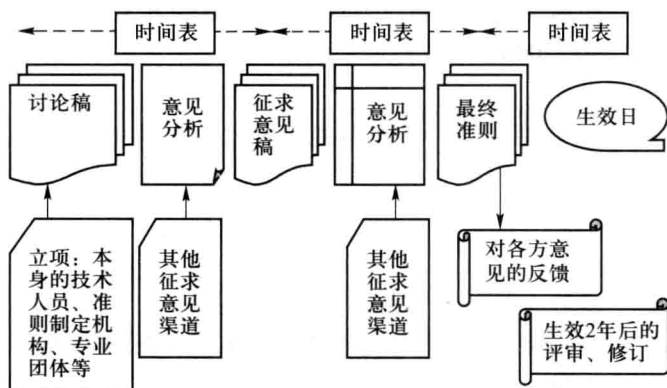 时间表
时间表
时间表
讨论稿
意见
分析
征求
意见
稿
意见
分析
最终
准则
生效日
立项：本
身的技术
人员、准
则制定机
构、专业
团体等
其他
征求
意见
渠道
其他
征求
意见
渠道
对各方意
见的反馈
生效2年后的
评审、修订